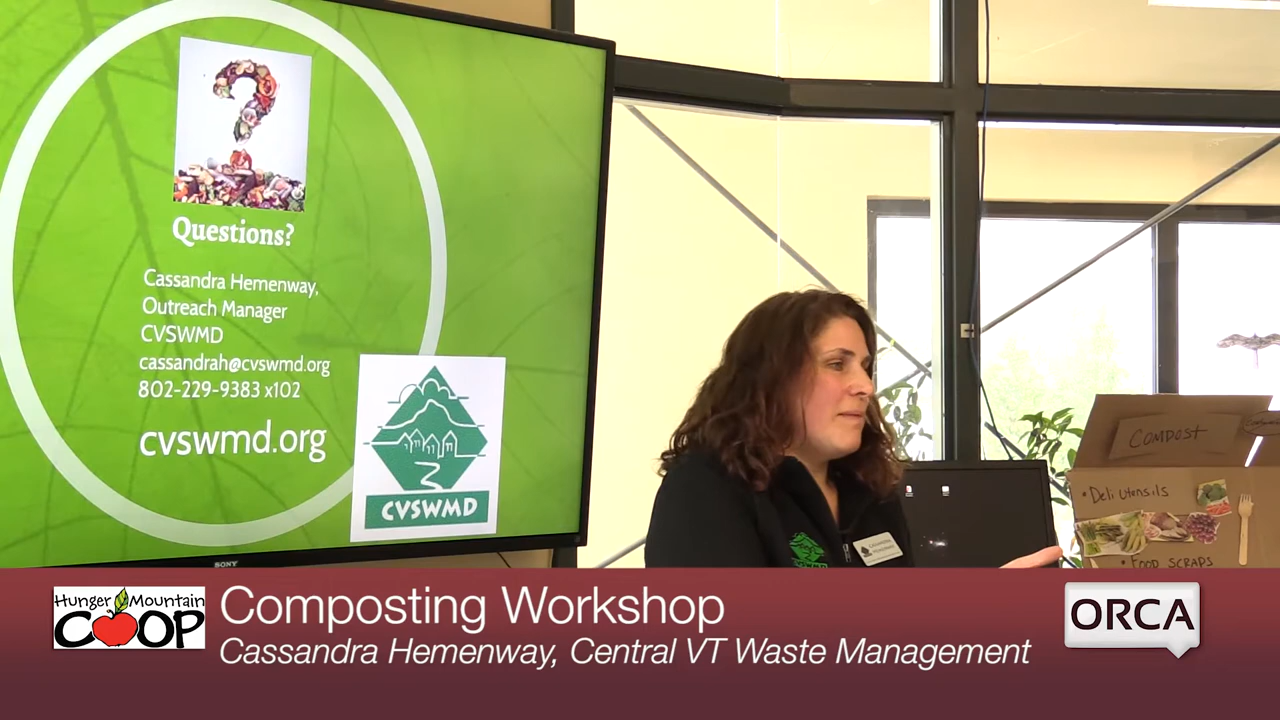 Questions?
Cassandra Hemenway,
Outreach Manager
CVSWMD
cassandrah@cvswmd.org
802-229-9383 x102
cvswmd.org
CVSWMD
SONY
COMPOST
• Deli Utensils
• FOOD SCRAPS
Hunger Mountain
COOP
Composting Workshop
Cassandra Hemenway, Central VT Waste Management
ORCA